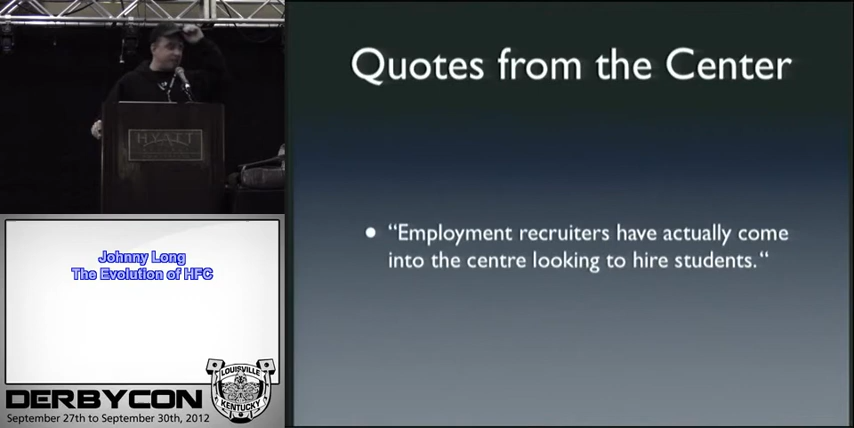 Quotes from the Center
• “Employment recruiters have actually come
into the centre looking to hire students.“
HYATT
Johnny Long
The Evolution of HFC
LOUISVILLE
KENTUCKY
DERBYCON
September 27th to September 30th, 2012